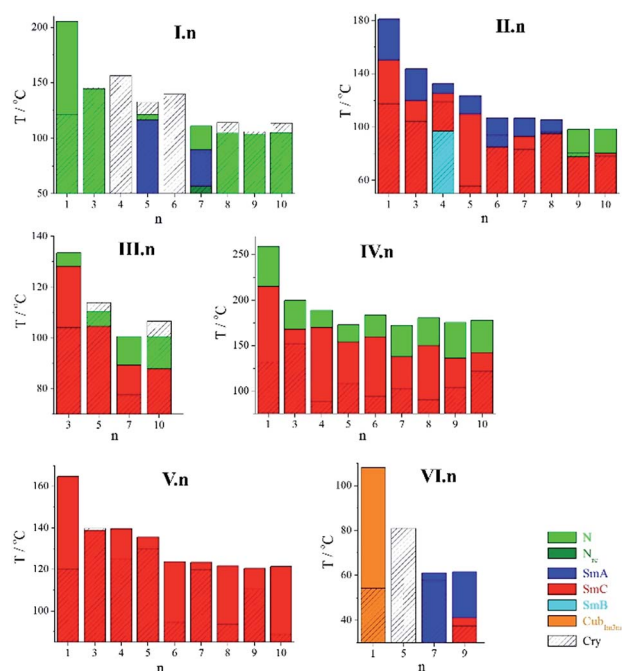 I.n
T / °C
200
150
100
50
1 3 4 5 6 7 8 9 10
n
II.n
T / °C
180
140
100
60
1 3 4 5 6 7 8 9 10
n
III.n
T / °C
140
120
100
80
3 5 7 10
n
IV.n
T / °C
250
200
150
100
1 3 4 5 6 7 8 9 10
n
V.n
T / °C
160
140
120
100
1 3 4 5 6 7 8 9 10
n
VI.n
T / °C
100
80
60
40
1 5 7 9
n
N
SmA
SmC
SmB
Cry